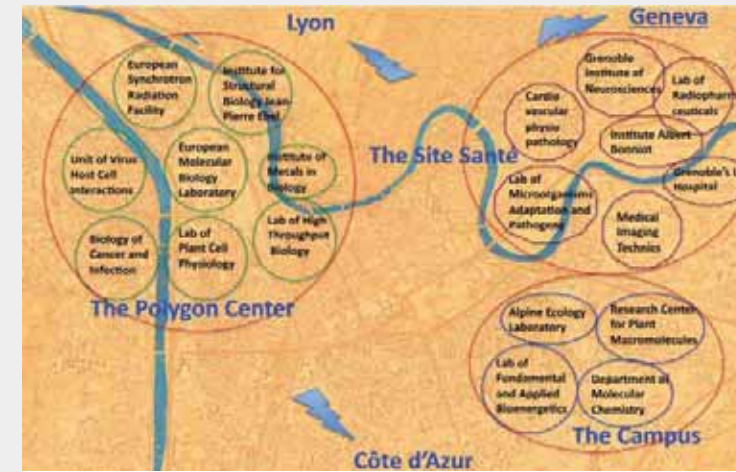 Lyon
Geneva
European
Synchrotron
Radiation
Facility
Institute for
Structural
Biology Jean-
Pierre Ebel
Unit of Virus
Host Cell
Interactions
European
Molecular
Biology
Laboratory
Institute of
Metals in
Biology
Biology of
Cancer and
Infection
Lab of
Plant Cell
Physiology
Lab of High
Throughput
Biology
The Polygon Center
The Site Santé
Grenoble
Institute of
Neurosciences
Lab of
Radiopharm
ceuticals
Cardio
vascular
physio
pathology
Institute Albert
Bonniot
Grenoble's
Hospital
Lab of
Microorganisms
Adaptation and
Pathogeny
Medical
Imaging
Technics
Alpine Ecology
Laboratory
Research Center
for Plant
Macromolecules
Lab of
Fundamental
and Applied
Bioenergetics
Department of
Molecular
Chemistry
The Campus
Côte d'Azur